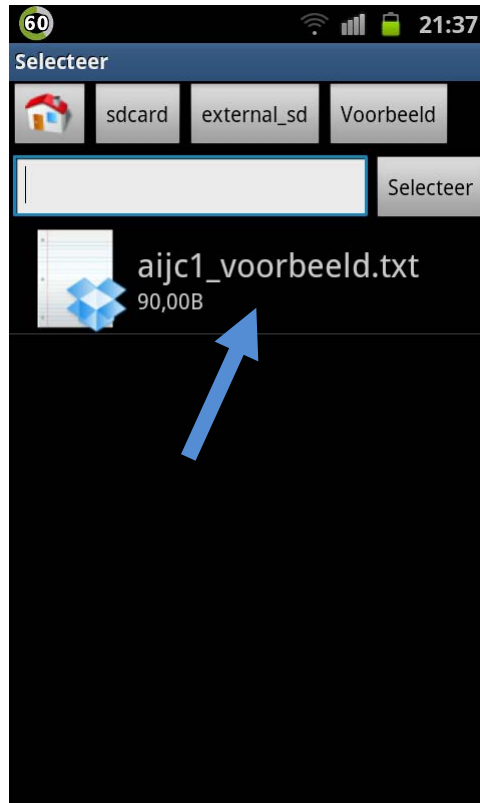 60 21:37
Selecteer
sdcard external_sd Voorbeeld
Selecteer
aijc1_voorbeeld.txt
90,00B